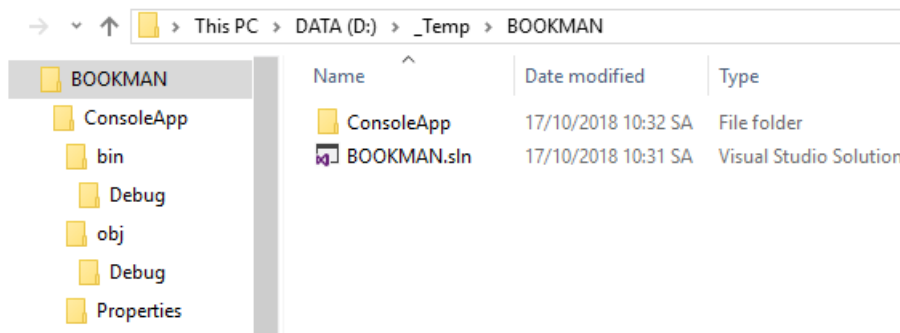 This PC > DATA (D:) > _Temp > BOOKMAN
BOOKMAN
ConsoleApp
bin
Debug
obj
Debug
Properties
Name Date modified Type
ConsoleApp 17/10/2018 10:32 SA File folder
BOOKMAN.sln 17/10/2018 10:31 SA Visual Studio Solution